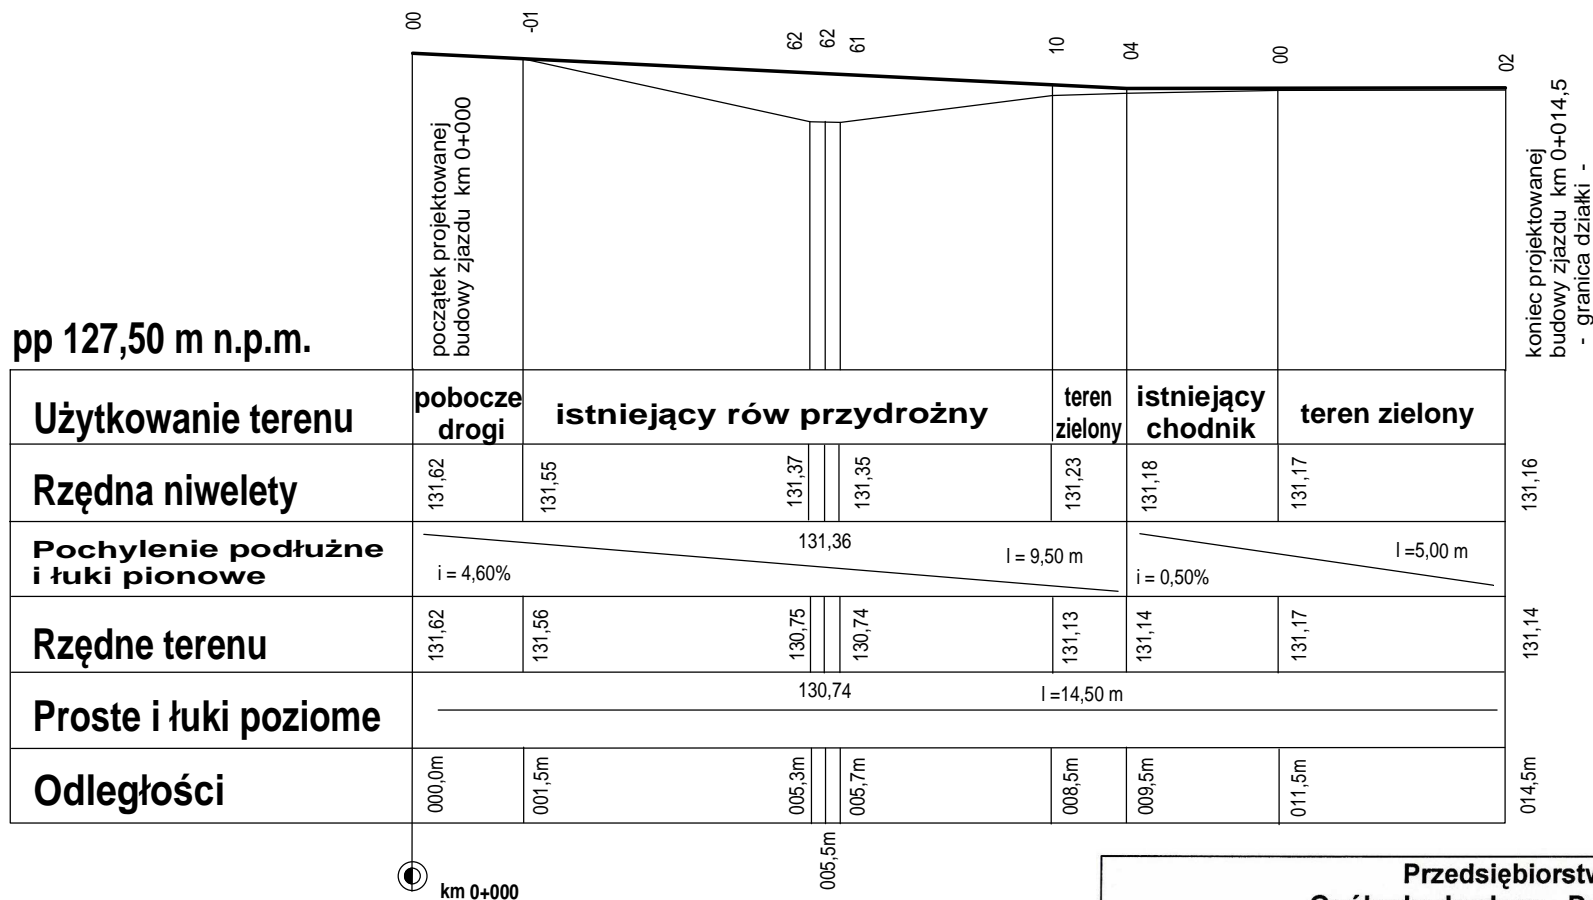 00 -01 62 62 61 10 04 00 02
początek projektowanej
budowy zjazdu km 0+000
koniec projektowanej
budowy zjazdu km 0+014,5
- granica działki -
pp 127,50 m n.p.m.
Użytkowanie terenu
pobocze
drogi
istniejący rów przydrożny
teren
zielony
istniejący
chodnik
teren zielony
Rzędna niwelety
131,62 131,55 131,37 131,35 131,23 131,18 131,17 131,16
Pochylenie podłużne
i łuki pionowe
i = 4,60%
131,36
l = 9,50 m
i = 0,50%
l =5,00 m
Rzędne terenu
131,62 131,56 130,75 130,74 131,13 131,14 131,17 131,14
Proste i łuki poziome
130,74
l =14,50 m
Odległości
000,0m 001,5m 005,3m 005,7m 008,5m 009,5m 011,5m 014,5m
005,5m
km 0+000
Przedsiębiorstw